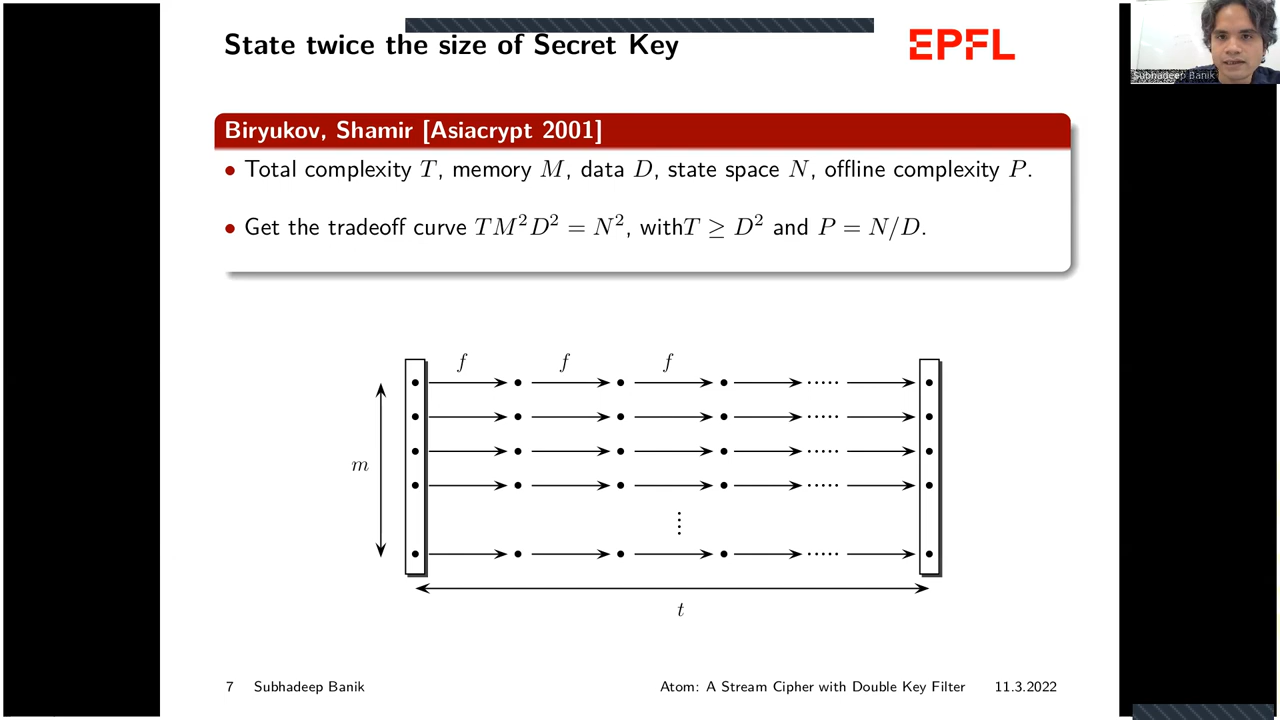 State twice the size of Secret Key
EPFL
Subhadeep Banik
Biryukov, Shamir [Asiacrypt 2001]
• Total complexity T, memory M, data D, state space N, offline complexity P.
• Get the tradeoff curve TM²D² = N², withT ≥ D² and P = N/D.
f f f
m
t
7 Subhadeep Banik Atom: A Stream Cipher with Double Key Filter 11.3.2022